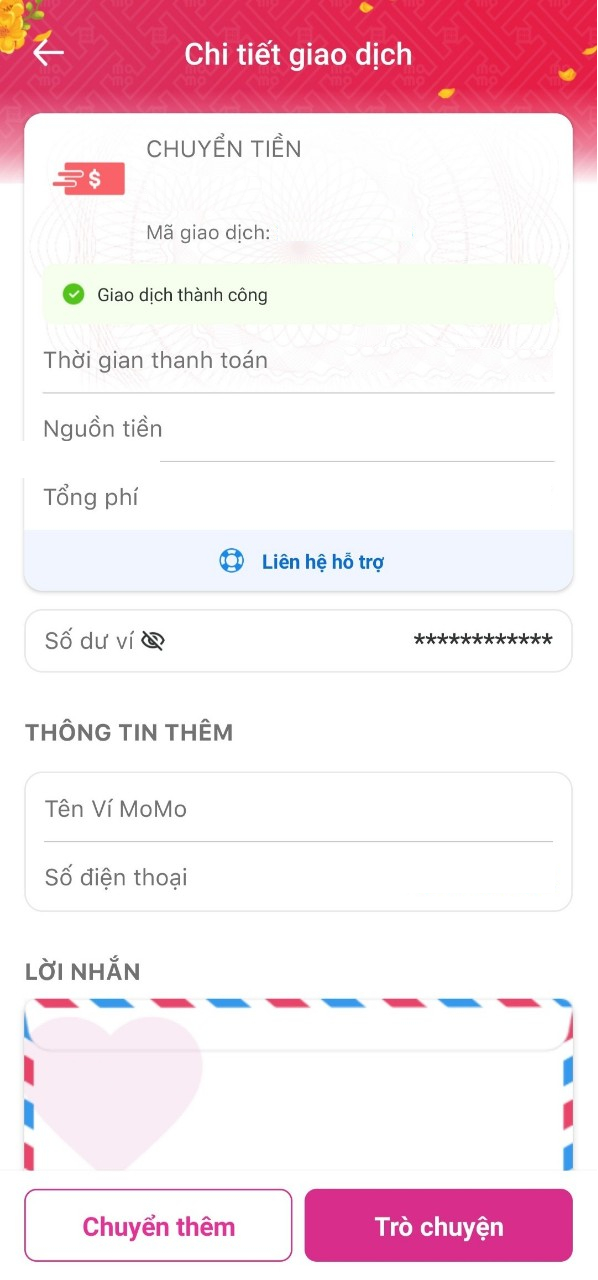 Chi tiết giao dịch
CHUYỂN TIỀN
$
Mã giao dịch:
Giao dịch thành công
Thời gian thanh toán
Nguồn tiền
Tổng phí
Liên hệ hỗ trợ
Số dư ví ************
THÔNG TIN THÊM
Tên Ví MoMo
Số điện thoại
LỜI NHẮN
Chuyển thêm
Trò chuyện